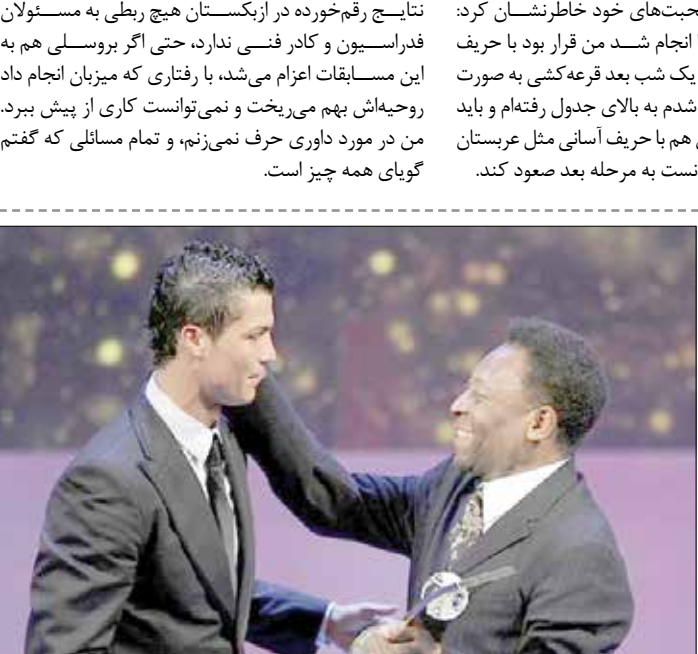 حبت‌های خود خاطرنشان کرد:
انجام شد من قرار بود با حریف
یک شب بعد قرعه‌کشی به صورت
شدم به بالای جدول رفته‌ام و باید
هم با حریف آسانی مثل عربستان
نست به مرحله بعد صعود کند.
نتایج رقم‌خورده در ازبکستان هیچ ربطی به مسئولان
فدراسیون و کادر فنی ندارد، حتی اگر بروسلی هم به
این مسابقات اعزام می‌شد، با رفتاری که میزبان انجام داد
روحیه‌اش بهم می‌ریخت و نمی‌توانست کاری از پیش ببرد.
من در مورد داوری حرف نمی‌زنم، و تمام مسائلی که گفتم
گویای همه چیز است.